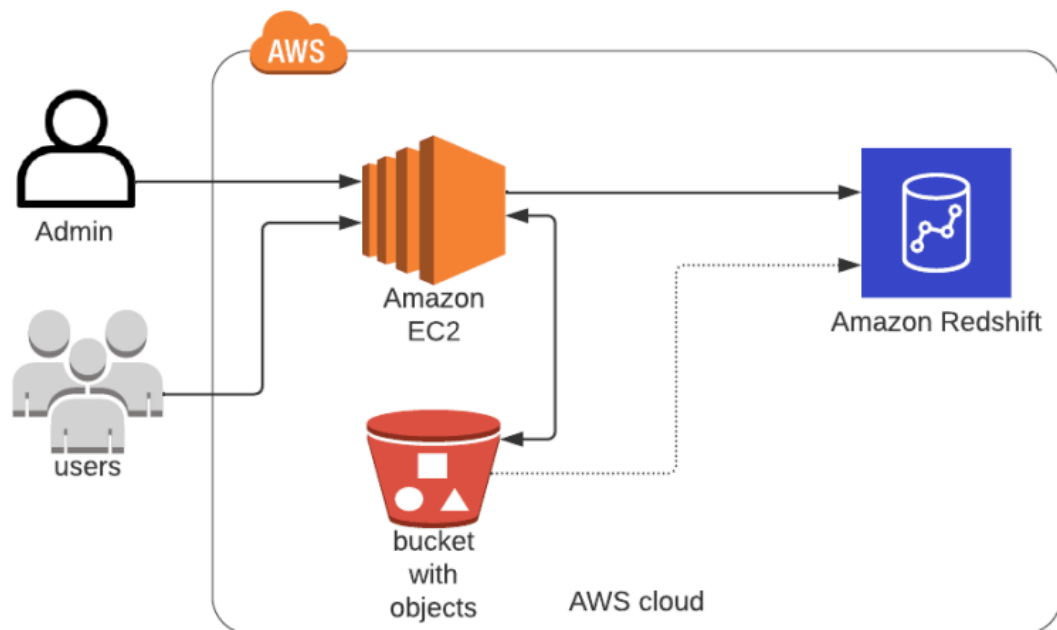 AWS
Admin
Amazon
EC2
Amazon Redshift
users
bucket
with
objects
AWS cloud